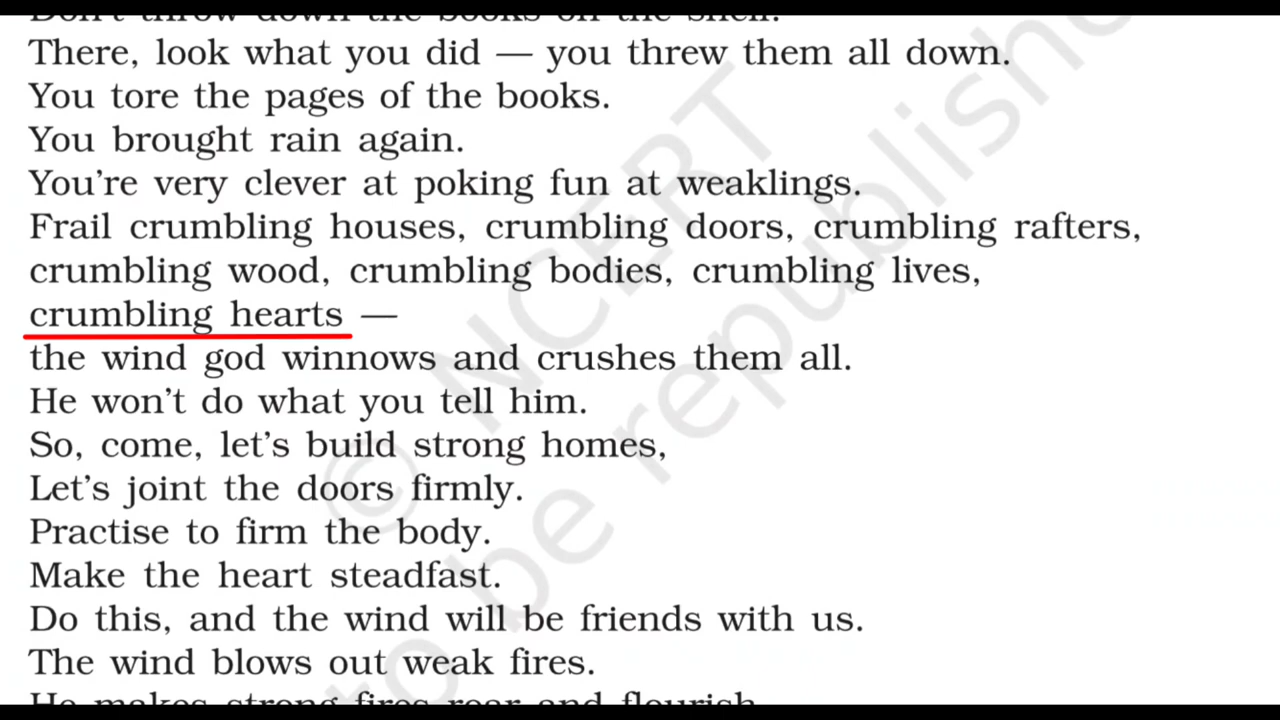 Don't throw down the books on the shelf.
There, look what you did — you threw them all down.
You tore the pages of the books.
You brought rain again.
You're very clever at poking fun at weaklings.
Frail crumbling houses, crumbling doors, crumbling rafters,
crumbling wood, crumbling bodies, crumbling lives,
crumbling hearts —
the wind god winnows and crushes them all.
He won't do what you tell him.
So, come, let's build strong homes,
Let's joint the doors firmly.
Practise to firm the body.
Make the heart steadfast.
Do this, and the wind will be friends with us.
The wind blows out weak fires.
He makes strong fires roar and flourish
© NCERT
to be republishe